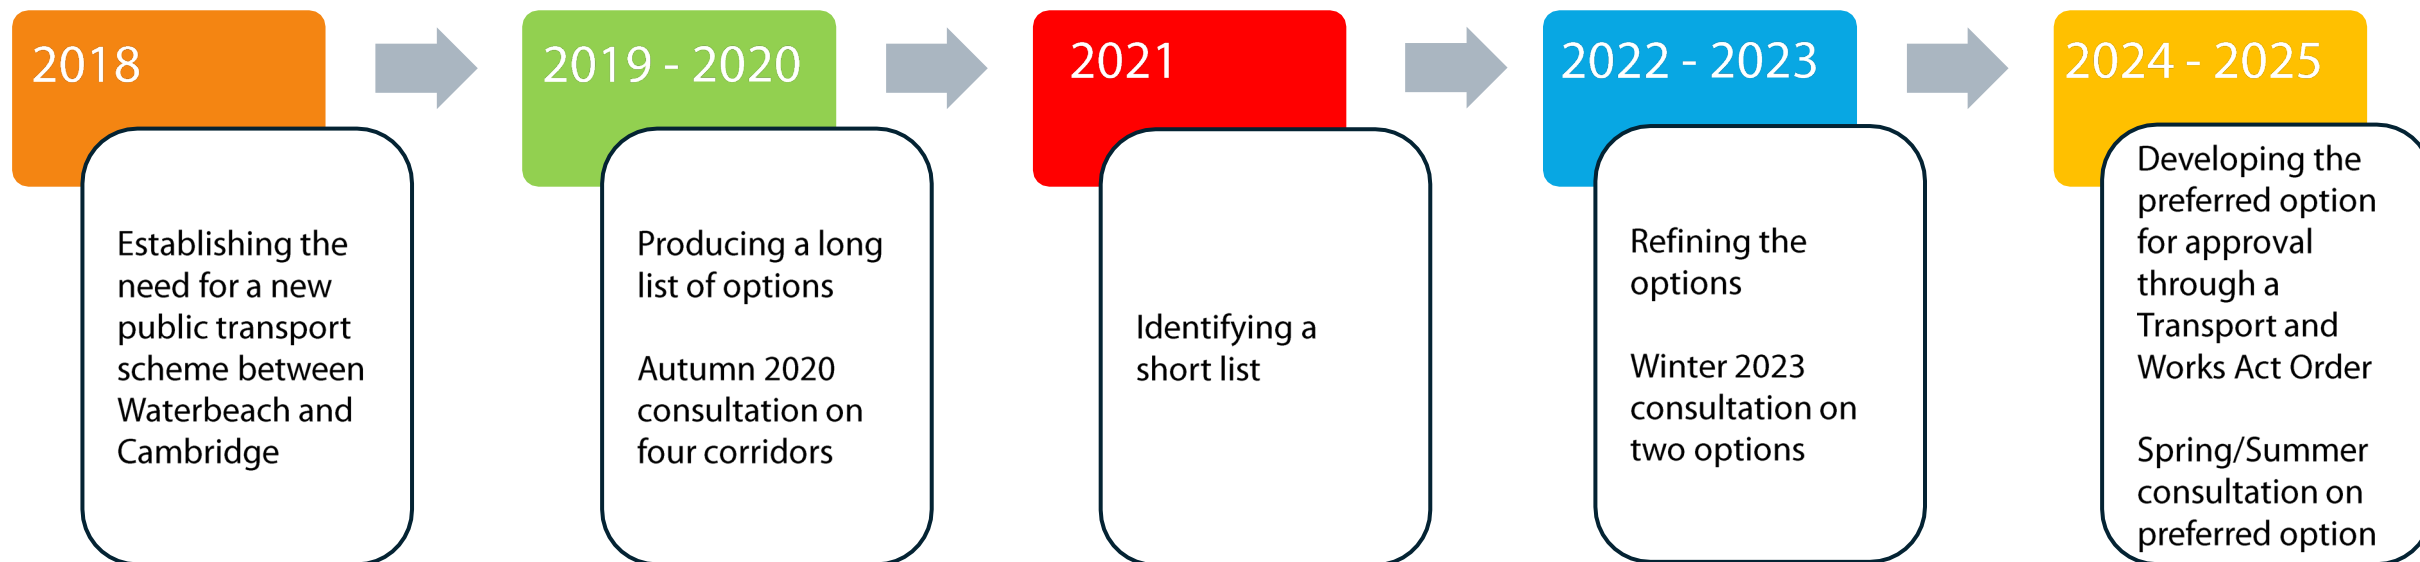 2018
Establishing the
need for a new
public transport
scheme between
Waterbeach and
Cambridge
2019 - 2020
Producing a long
list of options
Autumn 2020
consultation on
four corridors
2021
Identifying a
short list
2022 - 2023
Refining the
options
Winter 2023
consultation on
two options
2024 - 2025
Developing the
preferred option
for approval
through a
Transport and
Works Act Order
Spring/Summer
consultation on
preferred option